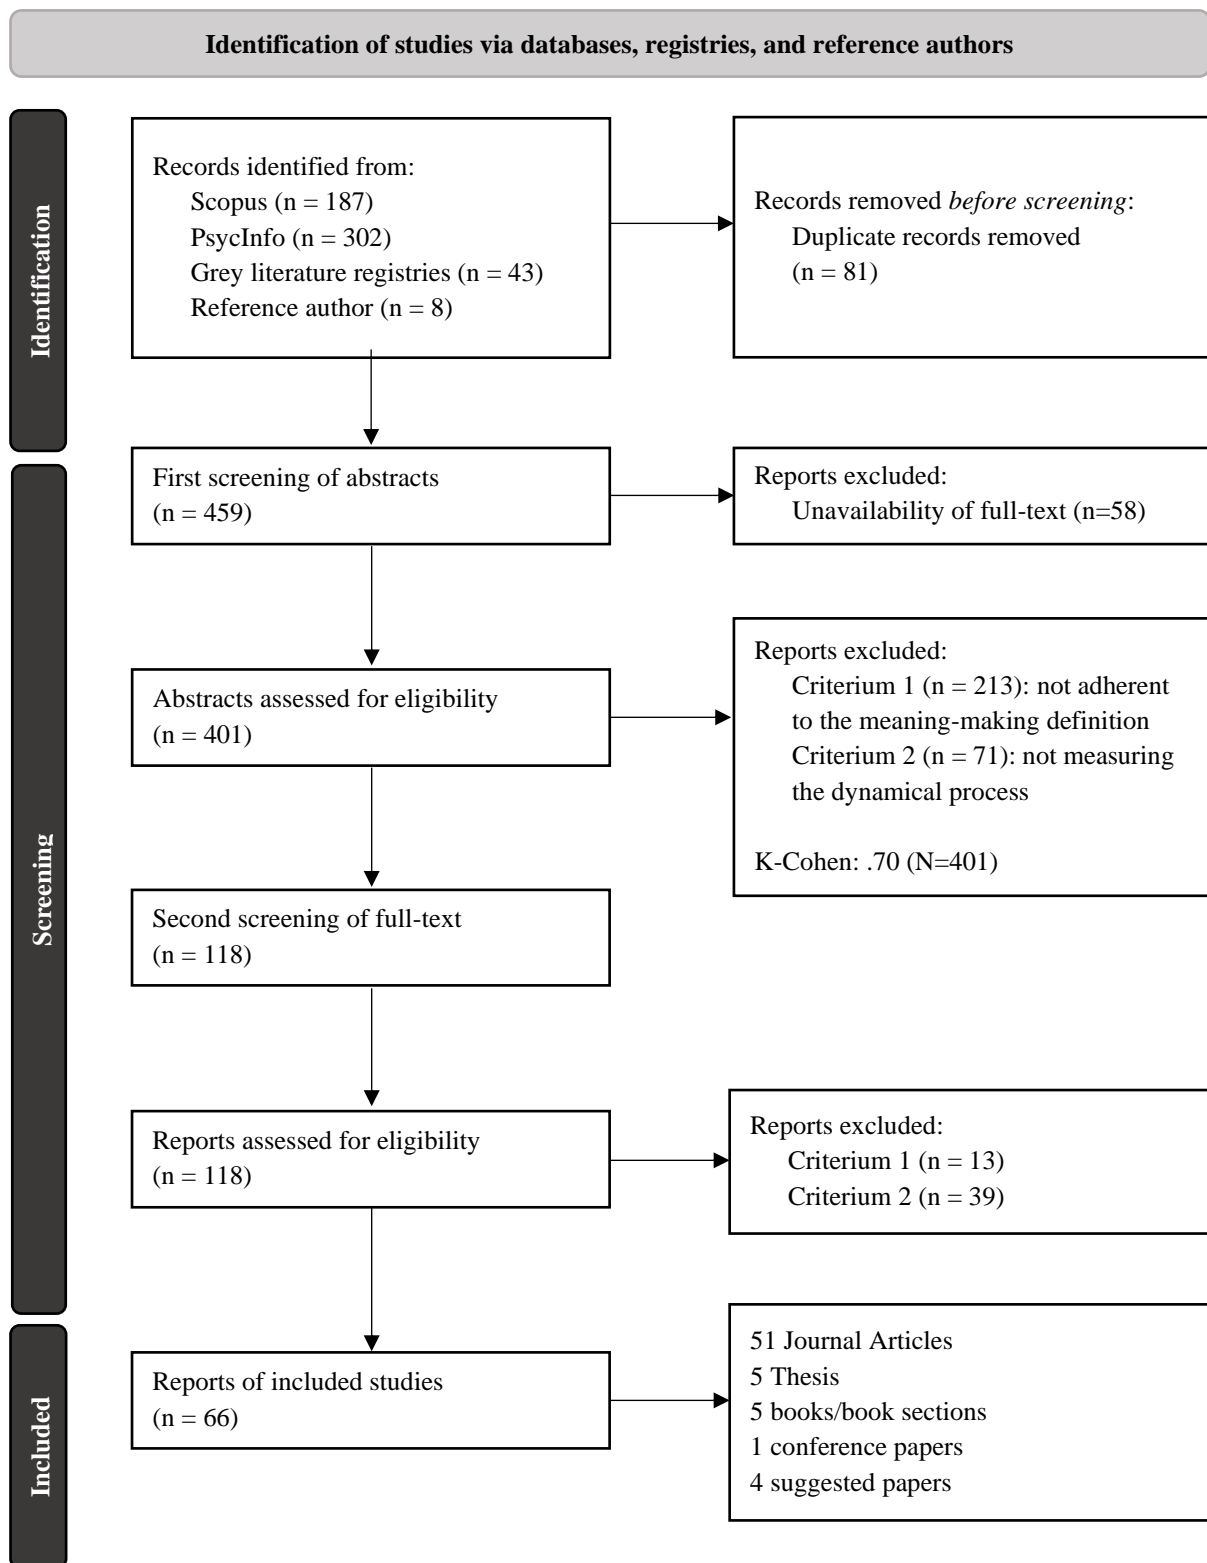 Identification of studies via databases, registries, and reference authors
Identification
Records identified from:
Scopus (n = 187)
PsycInfo (n = 302)
Grey literature registries (n = 43)
Reference author (n = 8)
Records removed before screening:
Duplicate records removed
(n = 81)
Screening
First screening of abstracts
(n = 459)
Reports excluded:
Unavailability of full-text (n=58)
Abstracts assessed for eligibility
(n = 401)
Reports excluded:
Criterium 1 (n = 213): not adherent
to the meaning-making definition
Criterium 2 (n = 71): not measuring
the dynamical process
K-Cohen: .70 (N=401)
Second screening of full-text
(n = 118)
Reports assessed for eligibility
(n = 118)
Reports excluded:
Criterium 1 (n = 13)
Criterium 2 (n = 39)
Included
Reports of included studies
(n = 66)
51 Journal Articles
5 Thesis
5 books/book sections
1 conference papers
4 suggested papers